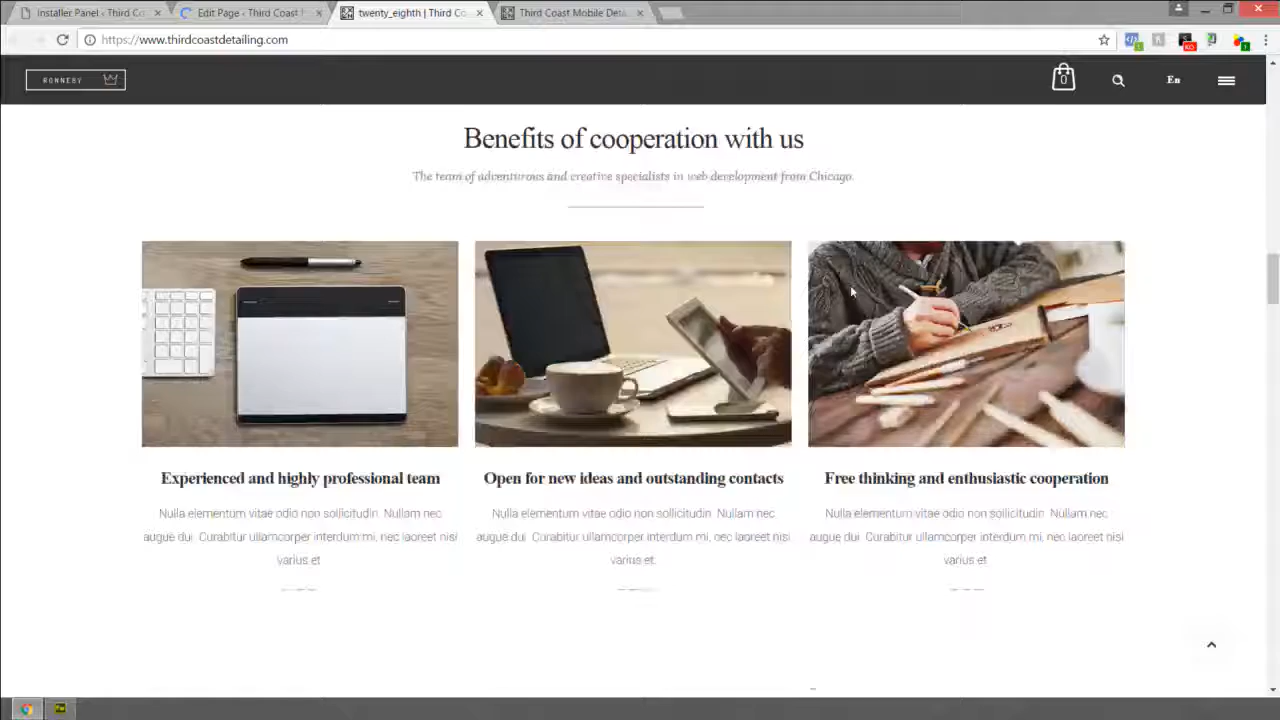 Installer Panel - Third Co
Edit Page - Third Coast
twenty_eighth | Third Co
Third Coast Mobile Deta
https://www.thirdcoastdetailing.com
RONNEBY
0
En
Benefits of cooperation with us
The team of adventurous and creative specialists in web development from Chicago.
Experienced and highly professional team
Open for new ideas and outstanding contacts
Free thinking and enthusiastic cooperation
Nulla elementum vitae odio non sollicitudin. Nullam nec
augue dui. Curabitur ullamcorper interdum mi, nec laoreet nisi
varius et.
Nulla elementum vitae odio non sollicitudin. Nullam nec
augue dui. Curabitur ullamcorper interdum mi, nec laoreet nisi
varius et.
Nulla elementum vitae odio non sollicitudin. Nullam nec
augue dui. Curabitur ullamcorper interdum mi, nec laoreet nisi
varius et.